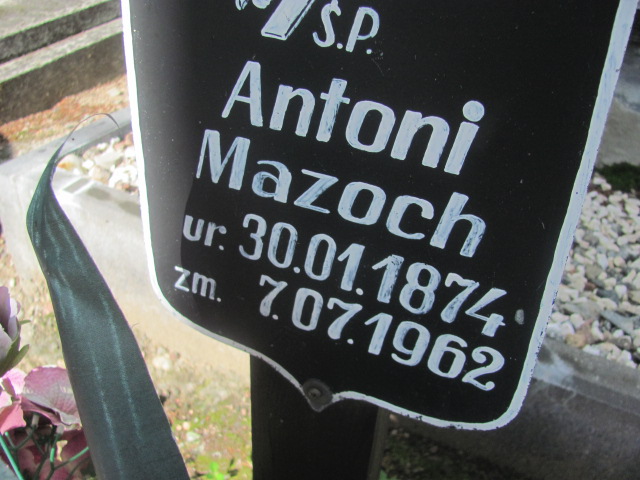 Ś.P.
Antoni
Mazoch
ur. 30.01.1874
zm. 7.07.1962